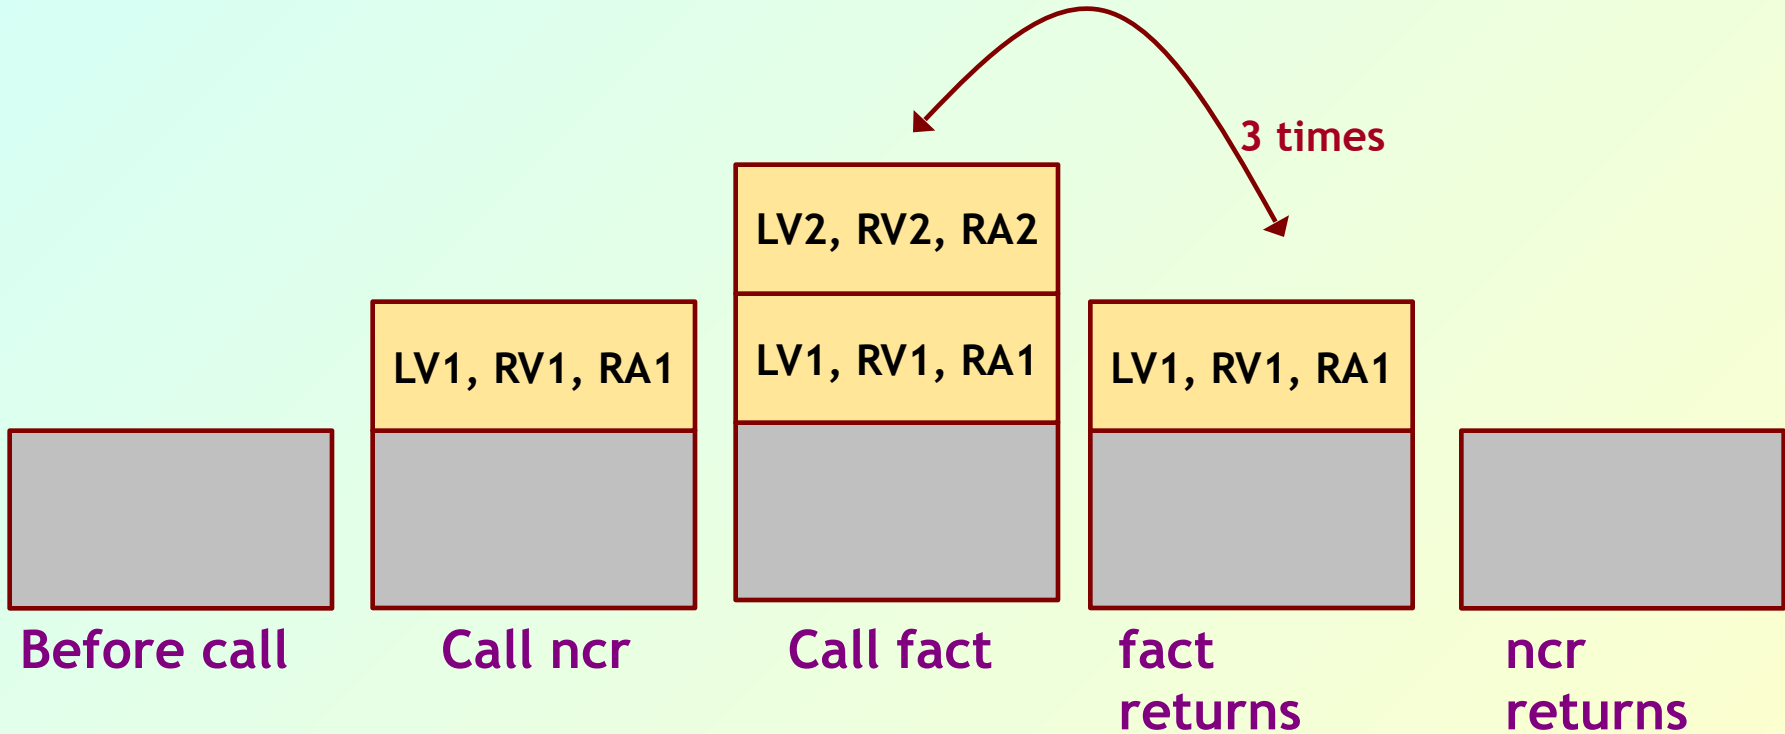 3 times
LV2, RV2, RA2
LV1, RV1, RA1
LV1, RV1, RA1
LV1, RV1, RA1
Before call
Call ncr
Call fact
fact
returns
ncr
returns